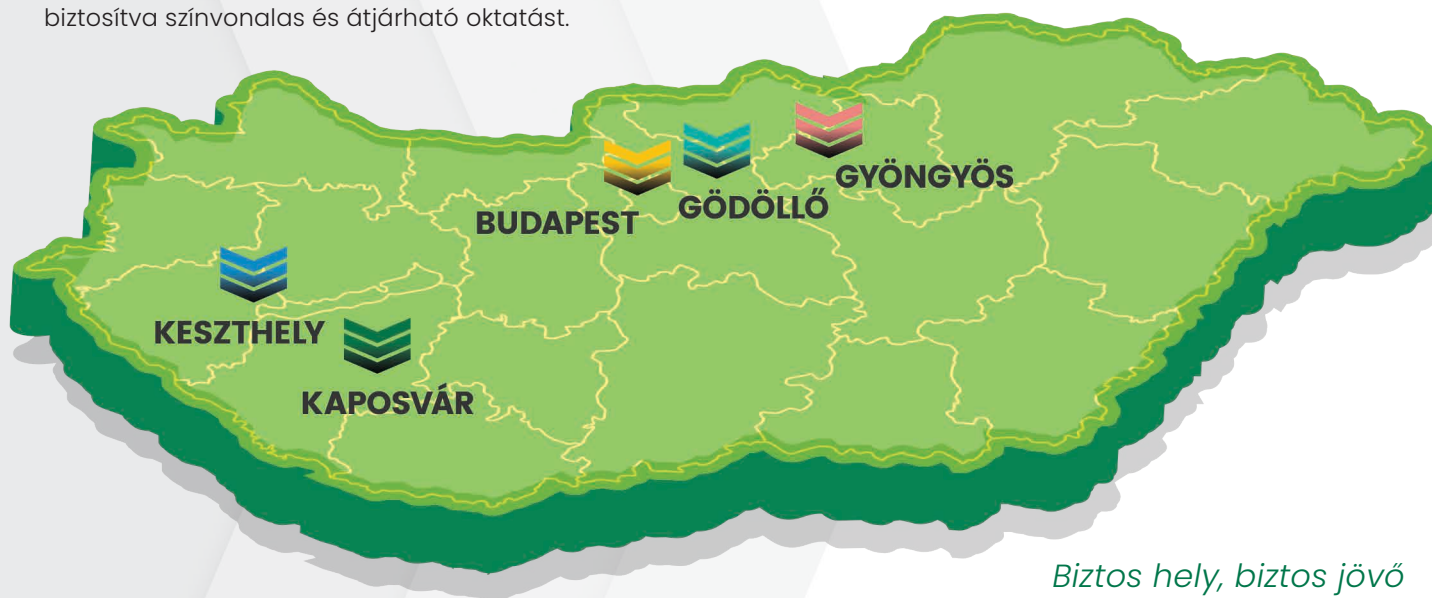 biztosítva színvonalas és átjárható oktatást.
GYÖNGYÖS
GÖDÖLLŐ
BUDAPEST
KESZTHELY
KAPOSVÁR
Biztos hely, biztos jövő